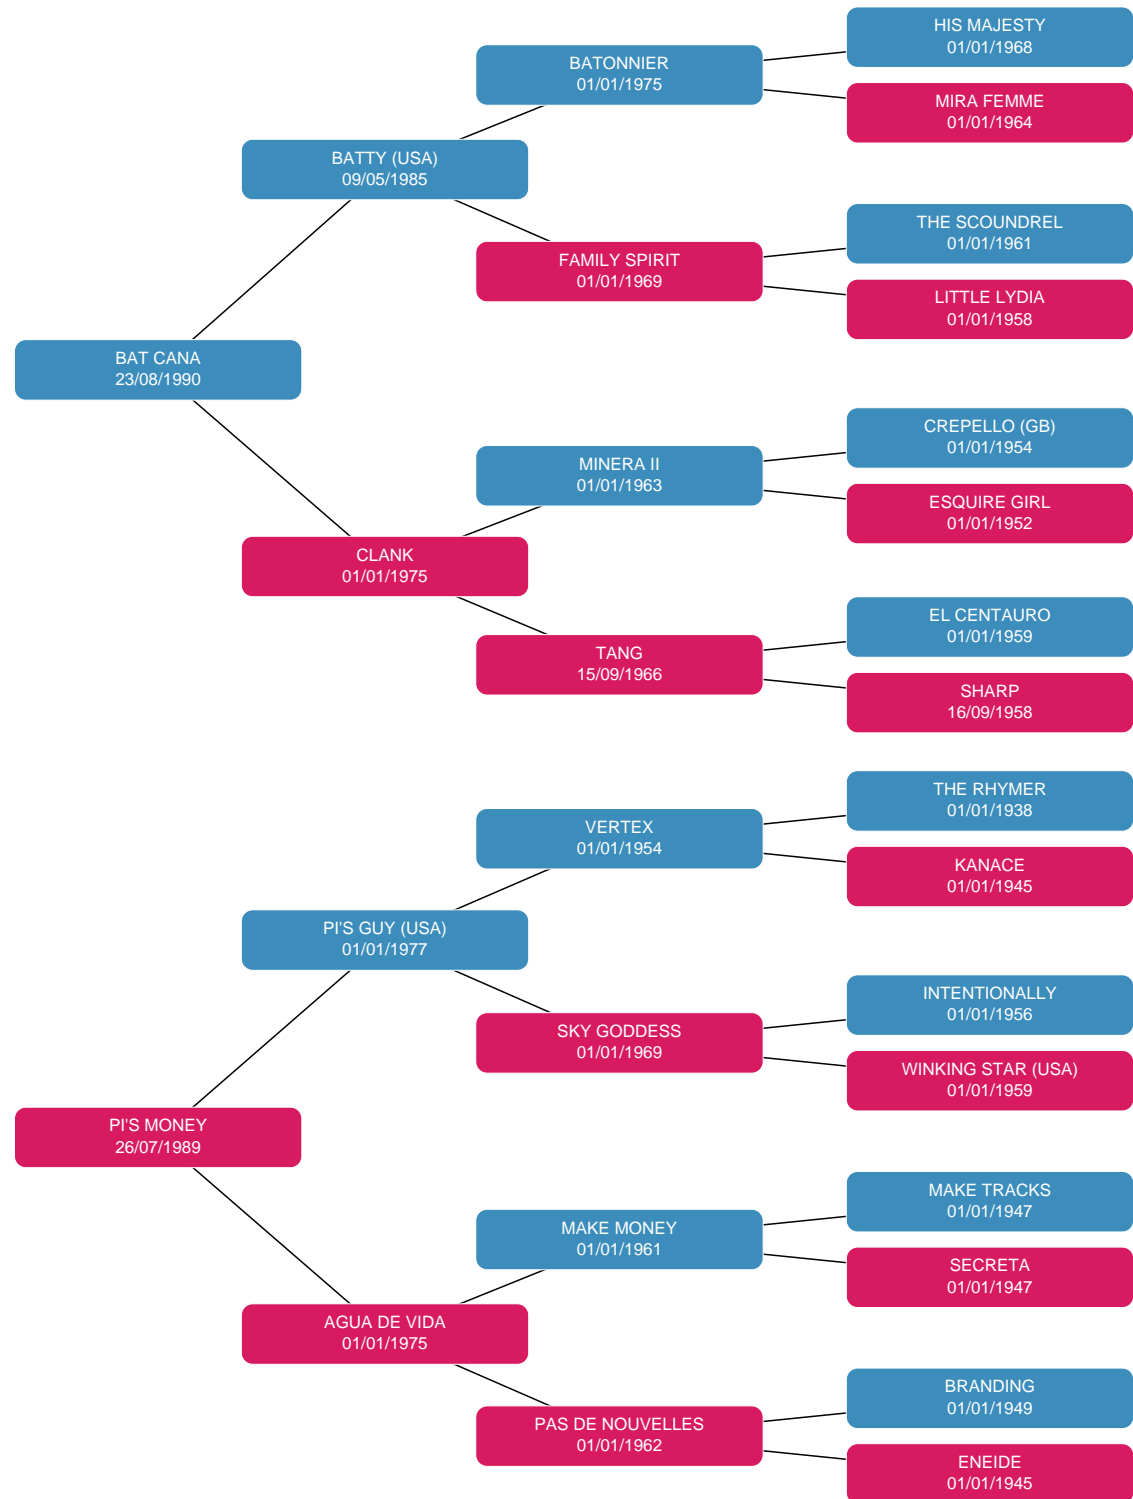 HIS MAJESTY
01/01/1968
BATONNIER
01/01/1975
MIRA FEMME
01/01/1964
BATTY (USA)
09/05/1985
THE SCOUNDREL
01/01/1961
FAMILY SPIRIT
01/01/1969
LITTLE LYDIA
01/01/1958
BAT CANA
23/08/1990
CREPELLO (GB)
01/01/1954
MINERA II
01/01/1963
ESQUIRE GIRL
01/01/1952
CLANK
01/01/1975
EL CENTAURO
01/01/1959
TANG
15/09/1966
SHARP
16/09/1958
THE RHYMER
01/01/1938
VERTEX
01/01/1954
KANACE
01/01/1945
PI'S GUY (USA)
01/01/1977
INTENTIONALLY
01/01/1956
SKY GODDESS
01/01/1969
WINKING STAR (USA)
01/01/1959
PI'S MONEY
26/07/1989
MAKE TRACKS
01/01/1947
MAKE MONEY
01/01/1961
SECRETA
01/01/1947
AGUA DE VIDA
01/01/1975
BRANDING
01/01/1949
PAS DE NOUVELLES
01/01/1962
ENEIDE
01/01/1945